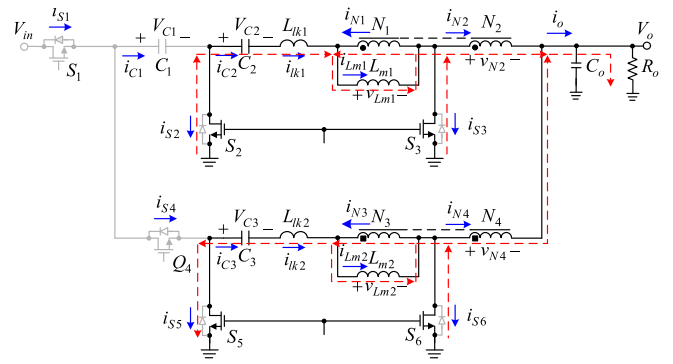 V_in i_S1 V_C1 V_C2 L_lk1 i_N1 N_1 i_N2 N_2 i_o V_o
S_1 + − + −
i_C1 C_1 i_C2 C_2 i_lk1 i_Lm1 L_m1 + v_N2 − C_o R_o
+ v_Lm1 −
i_S2 S_2 S_3 i_S3
i_S4 V_C3 L_lk2 i_N3 N_3 i_N4 N_4
+ −
Q_4 i_C3 C_3 i_lk2 i_Lm2 L_m2 + v_N4 −
+ v_Lm2 −
i_S5 S_5 S_6 i_S6